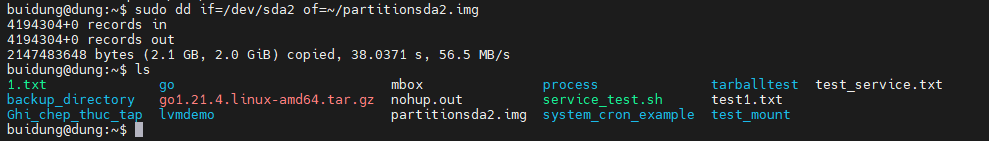 buidung@dung:~$ sudo dd if=/dev/sda2 of=~/partitionsda2.img
4194304+0 records in
4194304+0 records out
2147483648 bytes (2.1 GB, 2.0 GiB) copied, 38.0371 s, 56.5 MB/s
buidung@dung:~$ ls
1.txt go mbox process tarballtest test_service.txt
backup_directory go1.21.4.linux-amd64.tar.gz nohup.out service_test.sh test1.txt
Ghi_chep_thuc_tap lvmdemo partitionsda2.img system_cron_example test_mount
buidung@dung:~$